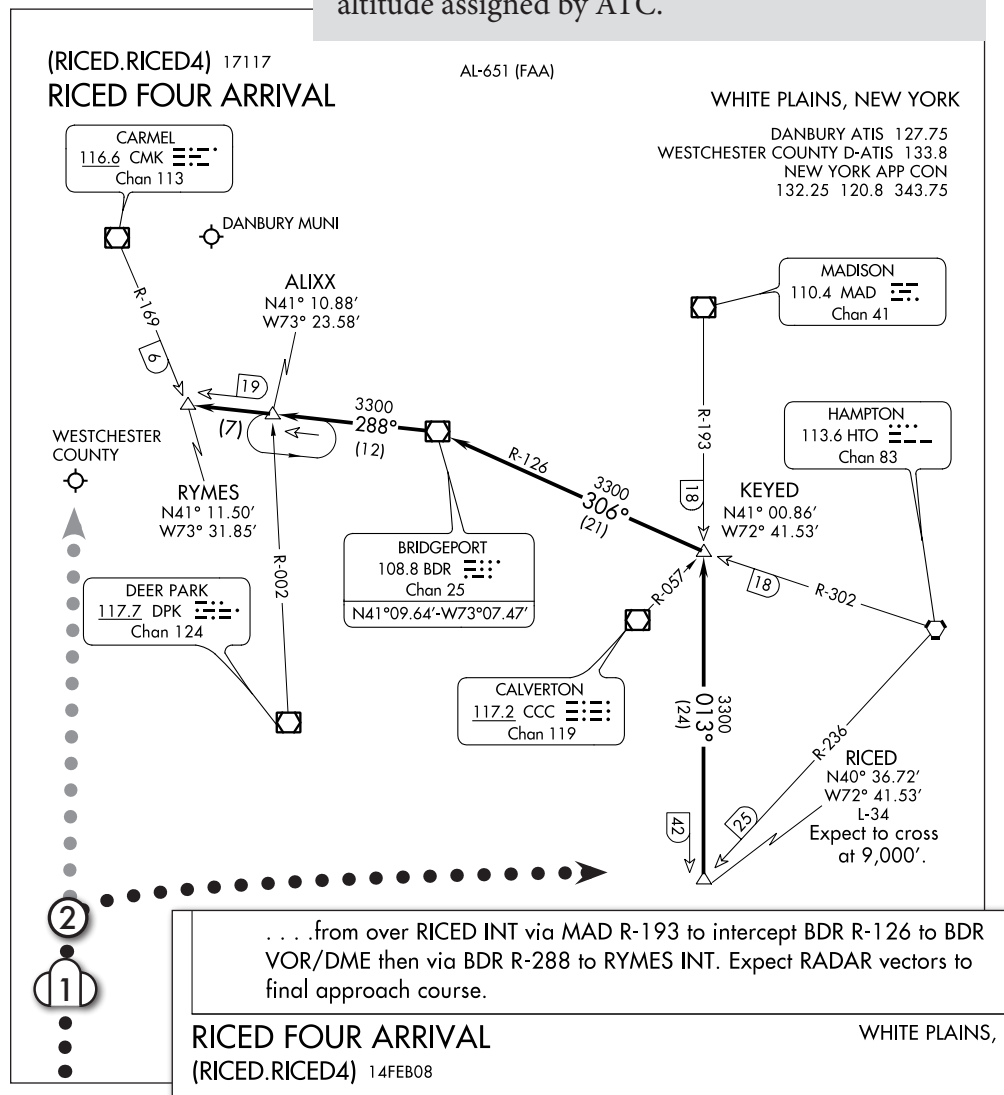 altitude assigned by ATC.
(RICED.RICED4) 17117
AL-651 (FAA)
RICED FOUR ARRIVAL
WHITE PLAINS, NEW YORK
DANBURY ATIS 127.75
WESTCHESTER COUNTY D-ATIS 133.8
NEW YORK APP CON
132.25 120.8 343.75
CARMEL
116.6 CMK
Chan 113
DANBURY MUNI
ALIXX
N41° 10.88'
W73° 23.58'
MADISON
110.4 MAD
Chan 41
R-169
6
19
(7)
3300
288°
(12)
R-193
18
HAMPTON
113.6 HTO
Chan 83
WESTCHESTER
COUNTY
RYMES
N41° 11.50'
W73° 31.85'
R-126
3300
306°
(21)
KEYED
N41° 00.86'
W72° 41.53'
BRIDGEPORT
108.8 BDR
Chan 25
N41°09.64'-W73°07.47'
R-002
R-057
18
R-302
DEER PARK
117.7 DPK
Chan 124
CALVERTON
117.2 CCC
Chan 119
3300
013°
(24)
R-236
RICED
N40° 36.72'
W72° 41.53'
L-34
Expect to cross
at 9,000'.
42
25
2
1
. . . .from over RICED INT via MAD R-193 to intercept BDR R-126 to BDR
VOR/DME then via BDR R-288 to RYMES INT. Expect RADAR vectors to
final approach course.
RICED FOUR ARRIVAL
WHITE PLAINS,
(RICED.RICED4) 14FEB08